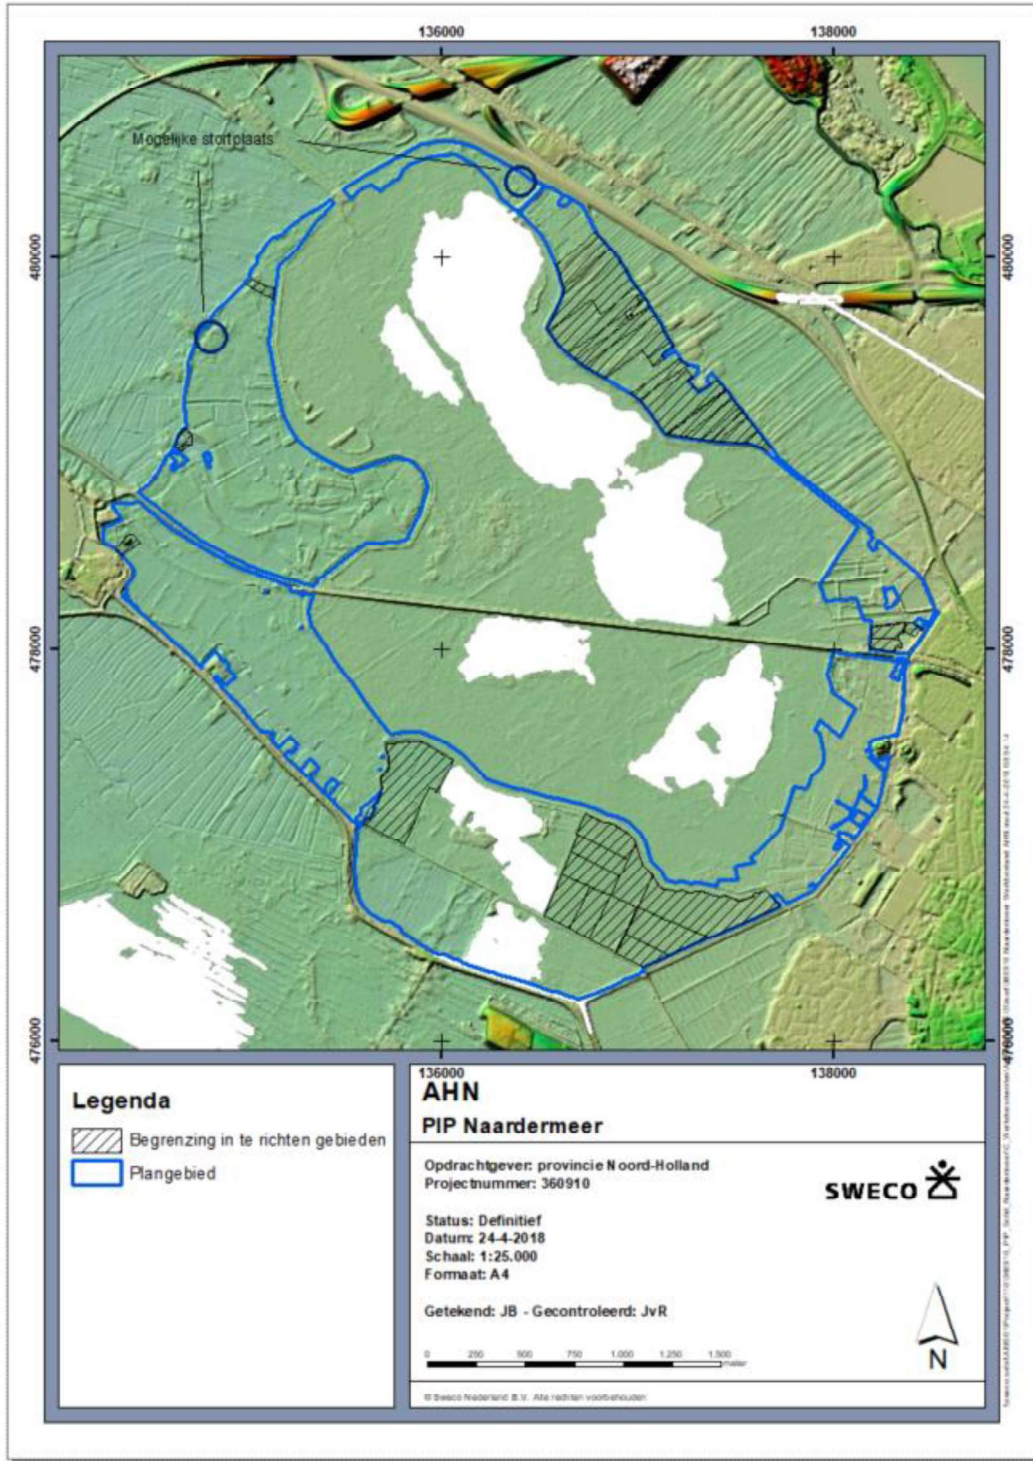 136000
138000
Mogelijke stortplaats
480000
480000
478000
478000
476000
476000
136000
138000
Legenda
Begrenzing in te richten gebieden
Plangebied
AHN
PIP Naardermeer
Opdrachtgever: provincie Noord-Holland
Projectnummer: 360910
SWECO
Status: Definitief
Datum: 24-4-2018
Schaal: 1:25.000
Formaat: A4
Getekend: JB - Gecontroleerd: JvR
0 250 500 750 1.000 1.250 1.500
meter
N
© Sweco Nederland B.V. Alle rechten voorbehouden